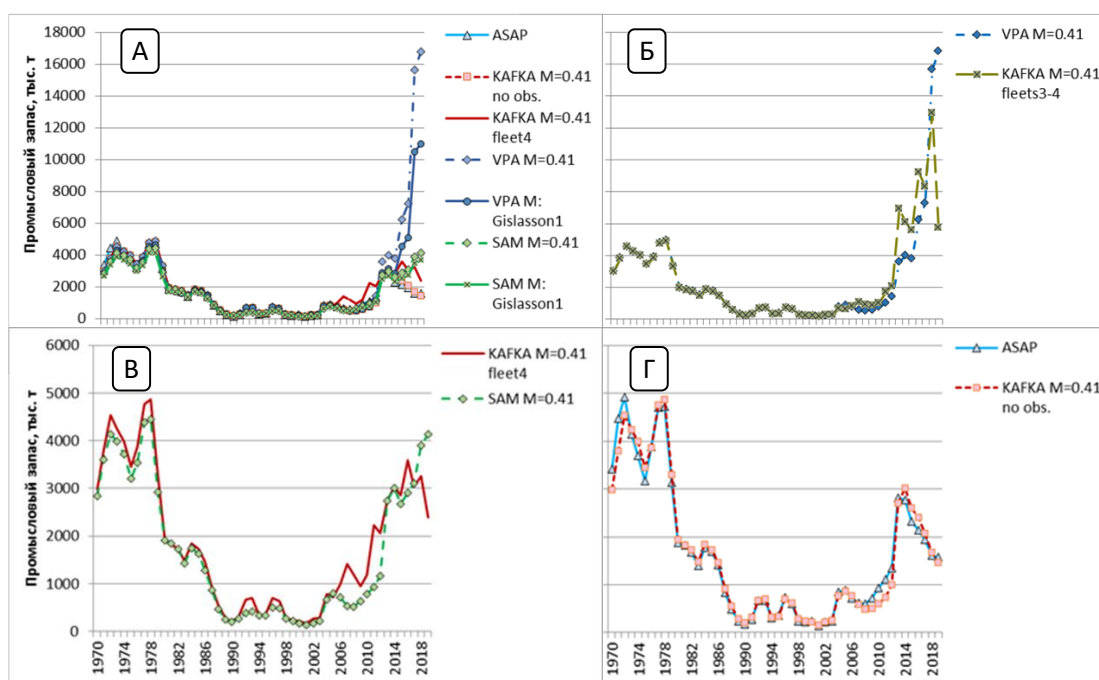 А
Промысловый запас, тыс. т
18000
16000
14000
12000
10000
8000
6000
4000
2000
0
ASAP
KAFKA M=0.41
no obs.
KAFKA M=0.41
fleet4
VPA M=0.41
VPA M:
Gislasson1
SAM M=0.41
SAM M:
Gislasson1
Б
VPA M=0.41
KAFKA M=0.41
fleets3-4
В
Промысловый запас, тыс. т
6000
5000
4000
3000
2000
1000
0
1970
1974
1978
1982
1986
1990
1994
1998
2002
2006
2010
2014
2018
KAFKA M=0.41
fleet4
SAM M=0.41
Г
1970
1974
1978
1982
1986
1990
1994
1998
2002
2006
2010
2014
2018
ASAP
KAFKA M=0.41
no obs.